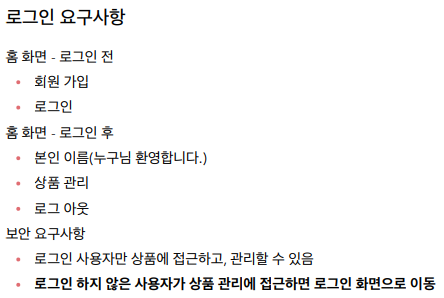 로그인 요구사항
홈 화면 - 로그인 전
• 회원 가입
• 로그인
홈 화면 - 로그인 후
• 본인 이름(누구님 환영합니다.)
• 상품 관리
• 로그 아웃
보안 요구사항
• 로그인 사용자만 상품에 접근하고, 관리할 수 있음
• 로그인 하지 않은 사용자가 상품 관리에 접근하면 로그인 화면으로 이동